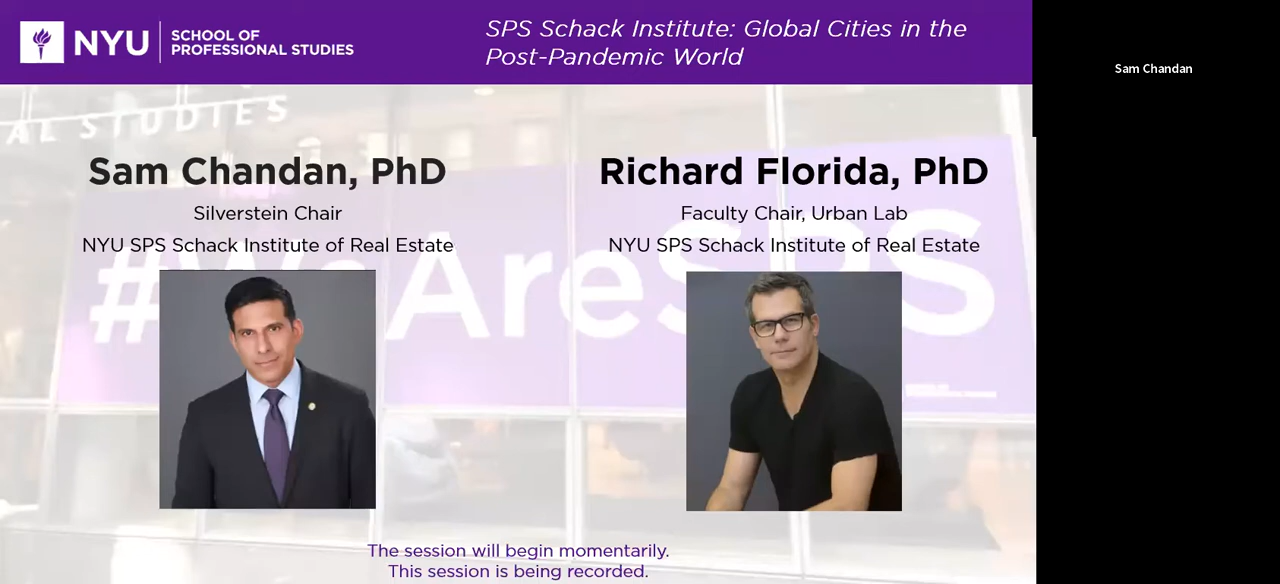 NYU
SCHOOL OF
PROFESSIONAL STUDIES
SPS Schack Institute: Global Cities in the
Post-Pandemic World
Sam Chandan
AL STUDIES
Sam Chandan, PhD
Silverstein Chair
NYU SPS Schack Institute of Real Estate
Richard Florida, PhD
Faculty Chair, Urban Lab
NYU SPS Schack Institute of Real Estate
#WeAreSPS
The session will begin momentarily.
This session is being recorded.